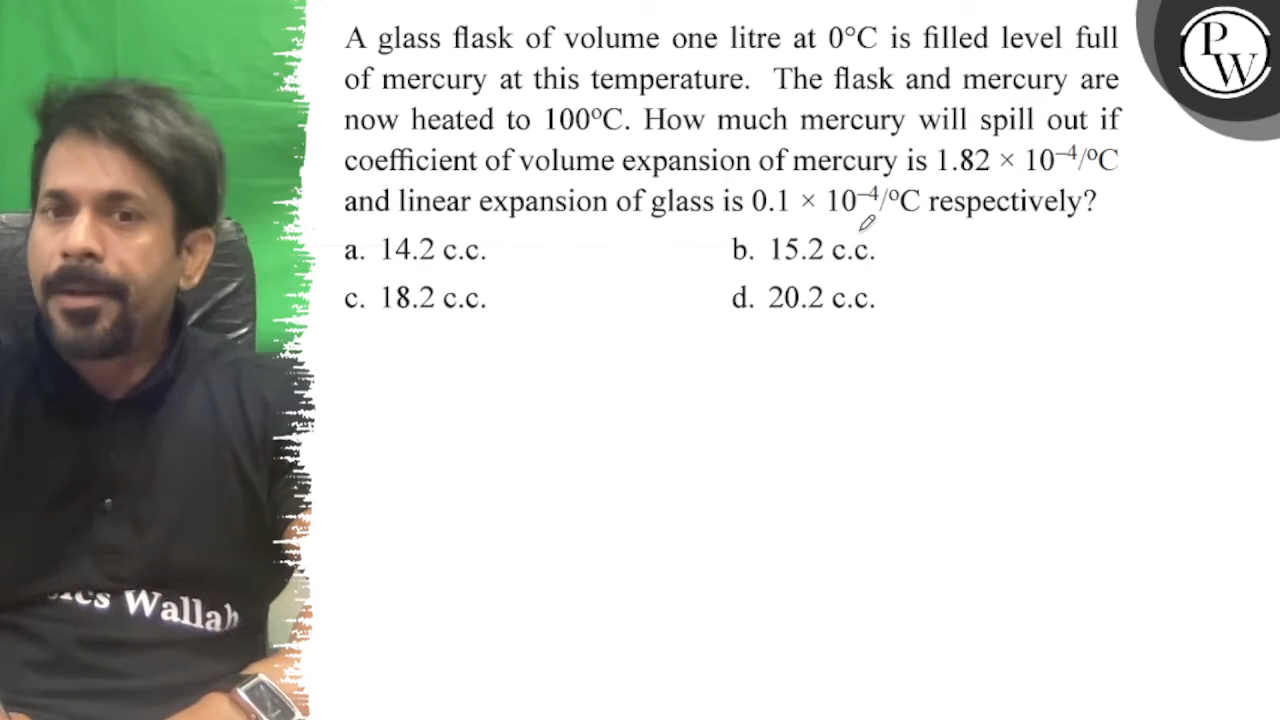 A glass flask of volume one litre at 0°C is filled level full
of mercury at this temperature. The flask and mercury are
now heated to 100°C. How much mercury will spill out if
coefficient of volume expansion of mercury is 1.82 × 10⁻⁴/°C
and linear expansion of glass is 0.1 × 10⁻⁴/°C respectively?
a. 14.2 c.c. b. 15.2 c.c.
c. 18.2 c.c. d. 20.2 c.c.
PW
Wallah